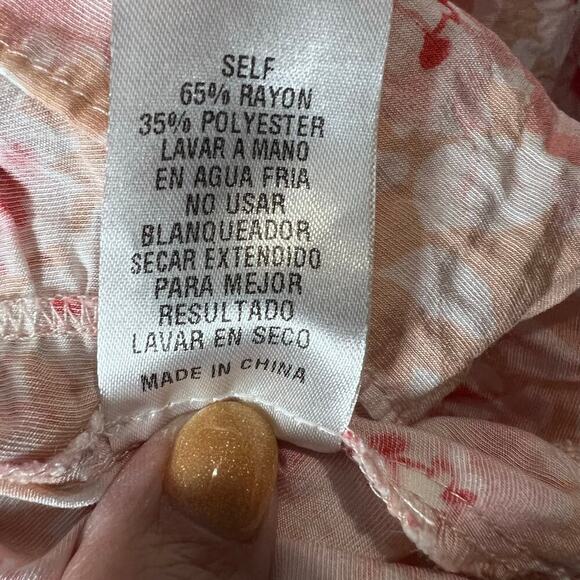 SELF
65% RAYON
35% POLYESTER
LAVAR A MANO
EN AGUA FRIA
NO USAR
BLANQUEADOR
SECAR EXTENDIDO
PARA MEJOR
RESULTADO
LAVAR EN SECO
MADE IN CHINA